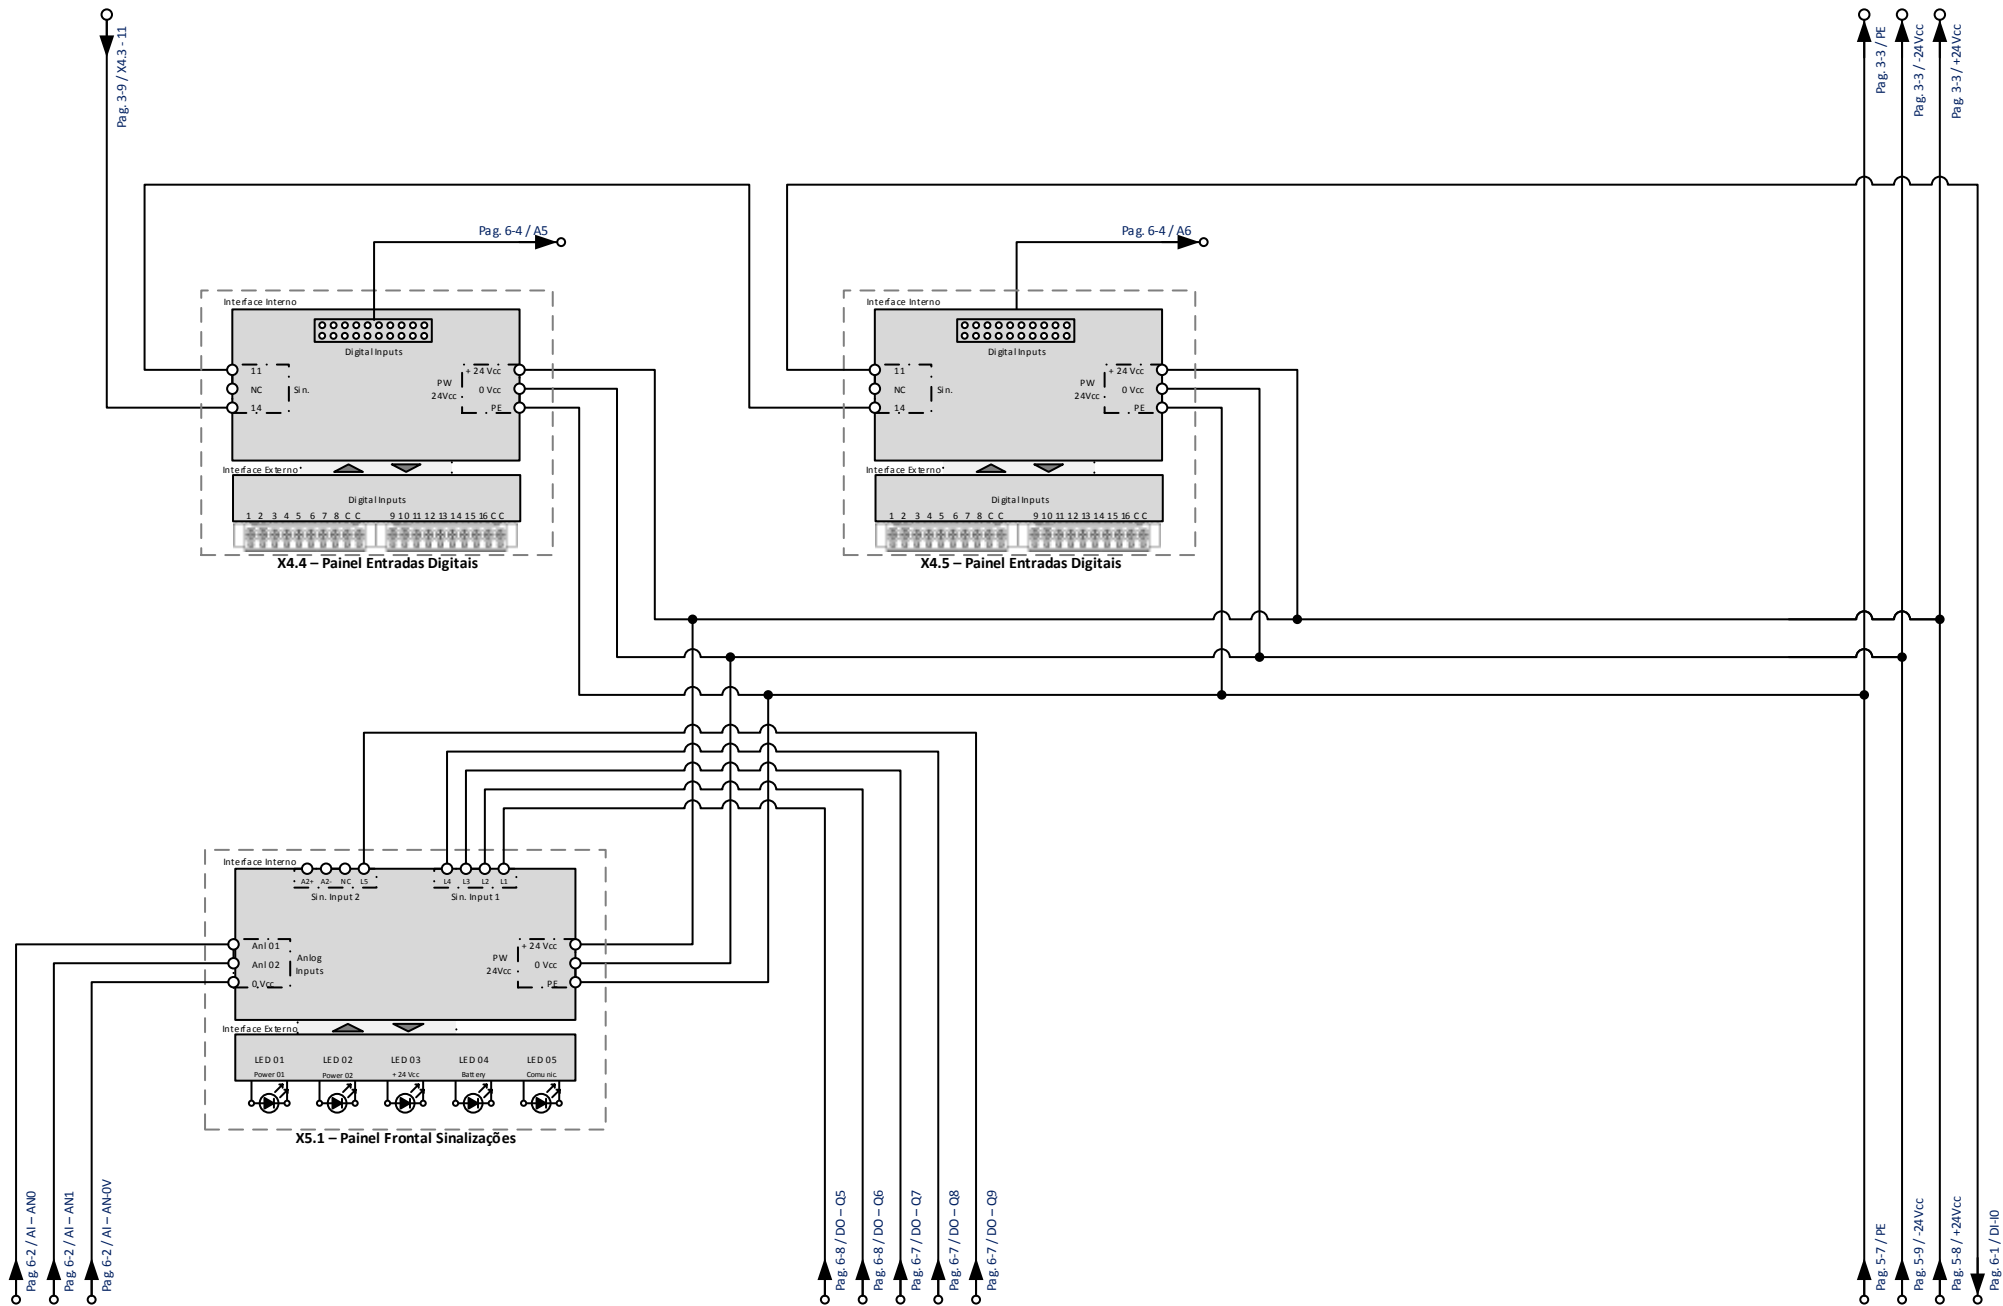 Pag. 3-9 / X4.3 - 11
Pag. 3-3 / PE
Pag. 3-3 / -24Vcc
Pag. 3-3 / +24Vcc
Pag. 6-4 / A5
Pag. 6-4 / A6
Interface Interno
Digital Inputs
11
NC
14
Sin.
PW
24Vcc
+ 24 Vcc
0 Vcc
PE
Interface Externo
Digital Inputs
1 2 3 4 5 6 7 8 C C 9 10 11 12 13 14 15 16 C C
X4.4 – Painel Entradas Digitais
Interface Interno
Digital Inputs
11
NC
14
Sin.
PW
24Vcc
+ 24 Vcc
0 Vcc
PE
Interface Externo
Digital Inputs
1 2 3 4 5 6 7 8 C C 9 10 11 12 13 14 15 16 C C
X4.5 – Painel Entradas Digitais
Interface Interno
A2+ A2- NC L5
Sin. Input 2
L4 L3 L2 L1
Sin. Input 1
Anl 01
Anl 02
0 Vcc
Anlog
Inputs
PW
24Vcc
+ 24 Vcc
0 Vcc
PE
Interface Externo
LED 01 LED 02 LED 03 LED 04 LED 05
Power 01 Power 02 + 24 Vcc Battery Comunic.
X5.1 – Painel Frontal Sinalizações
Pag. 6-2 / AI – AN0
Pag. 6-2 / AI – AN1
Pag. 6-2 / AI – AN-0V
Pag. 6-8 / DO – Q5
Pag. 6-8 / DO – Q6
Pag. 6-7 / DO – Q7
Pag. 6-7 / DO – Q8
Pag. 6-7 / DO – Q9
Pag. 5-7 / PE
Pag. 5-9 / -24Vcc
Pag. 5-8 / +24Vcc
Pag. 6-1 / DI-I0